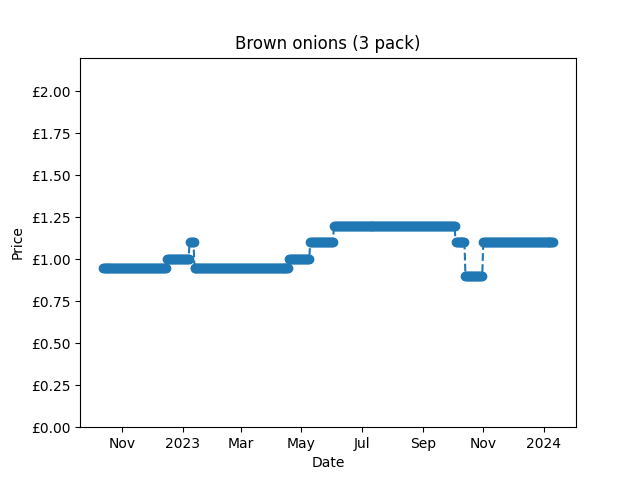 Brown onions (3 pack)
£2.00
£1.75
£1.50
£1.25
£1.00
£0.75
£0.50
£0.25
£0.00
Price
Nov 2023 Mar May Jul Sep Nov 2024
Date